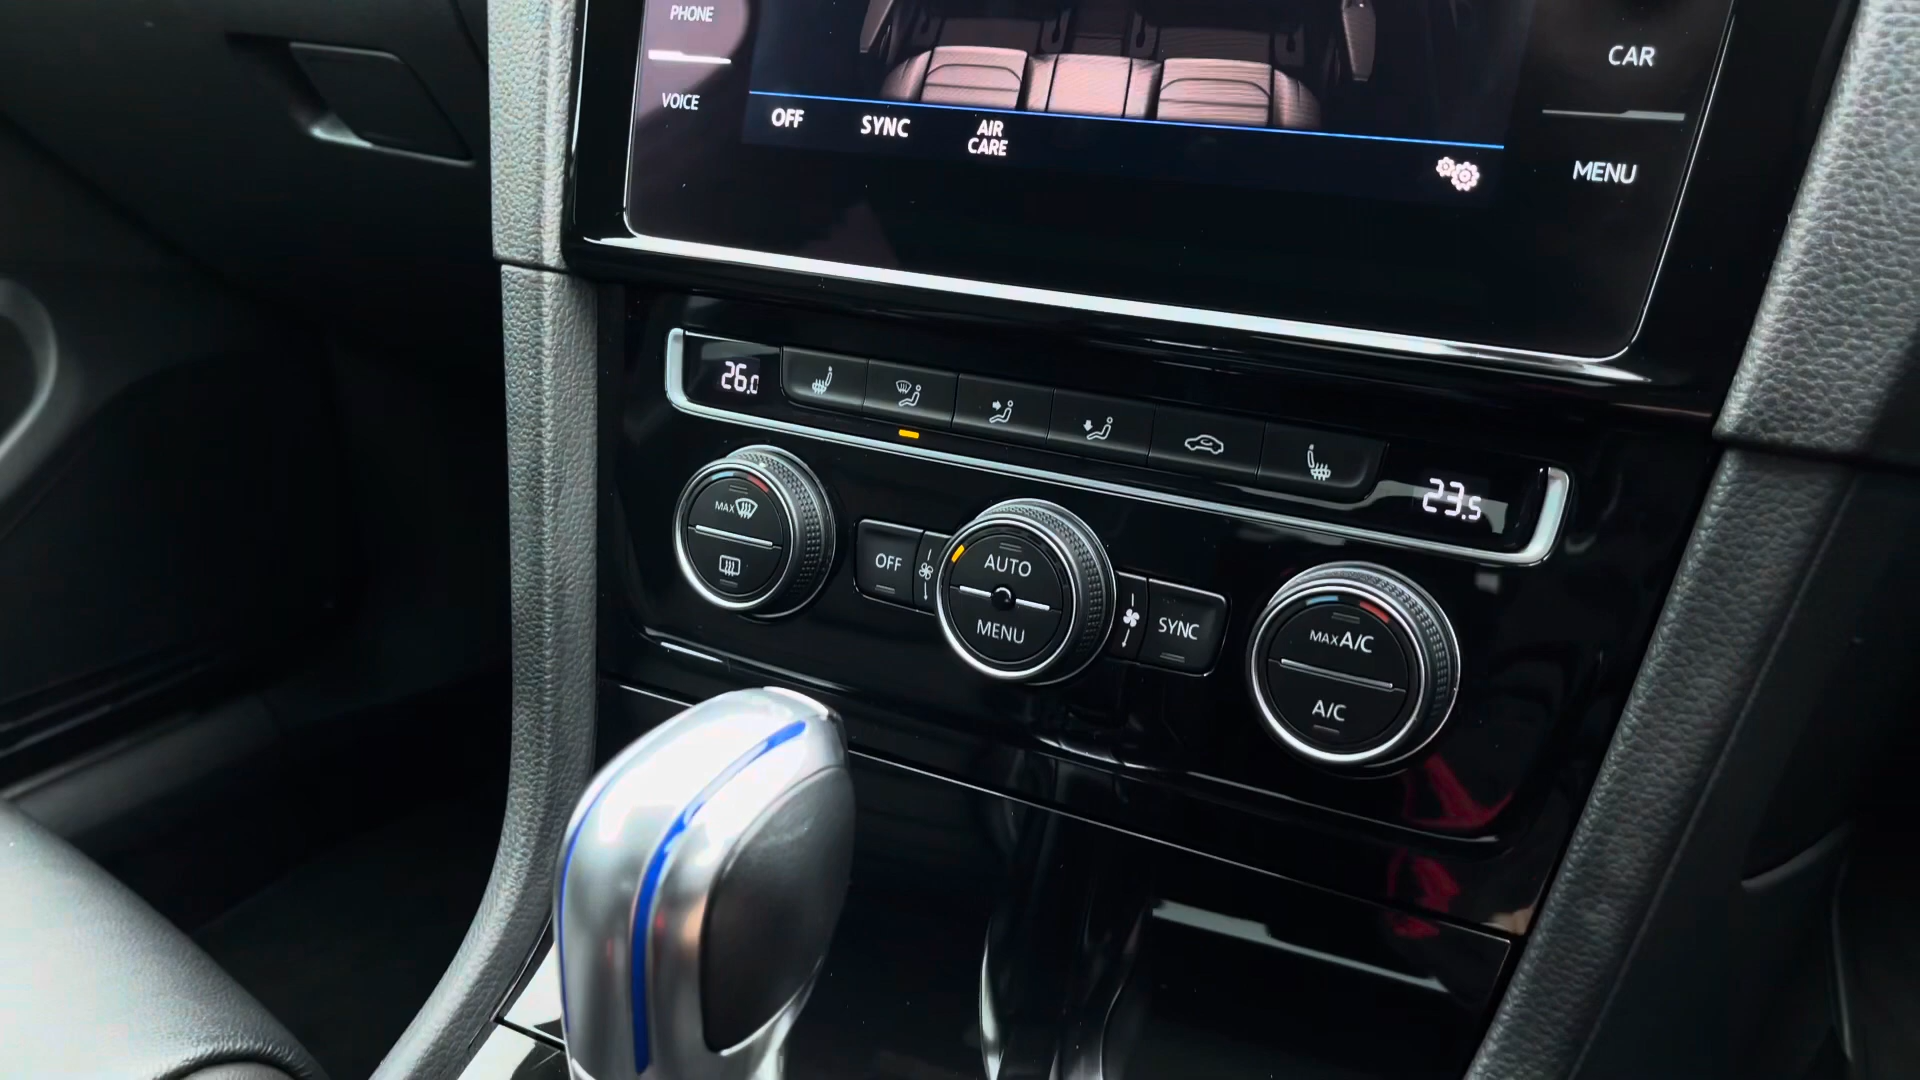 PHONE
VOICE
OFF
SYNC
AIR
CARE
CAR
MENU
26.0
23.5
MAX
OFF
AUTO
MENU
SYNC
MAX A/C
A/C